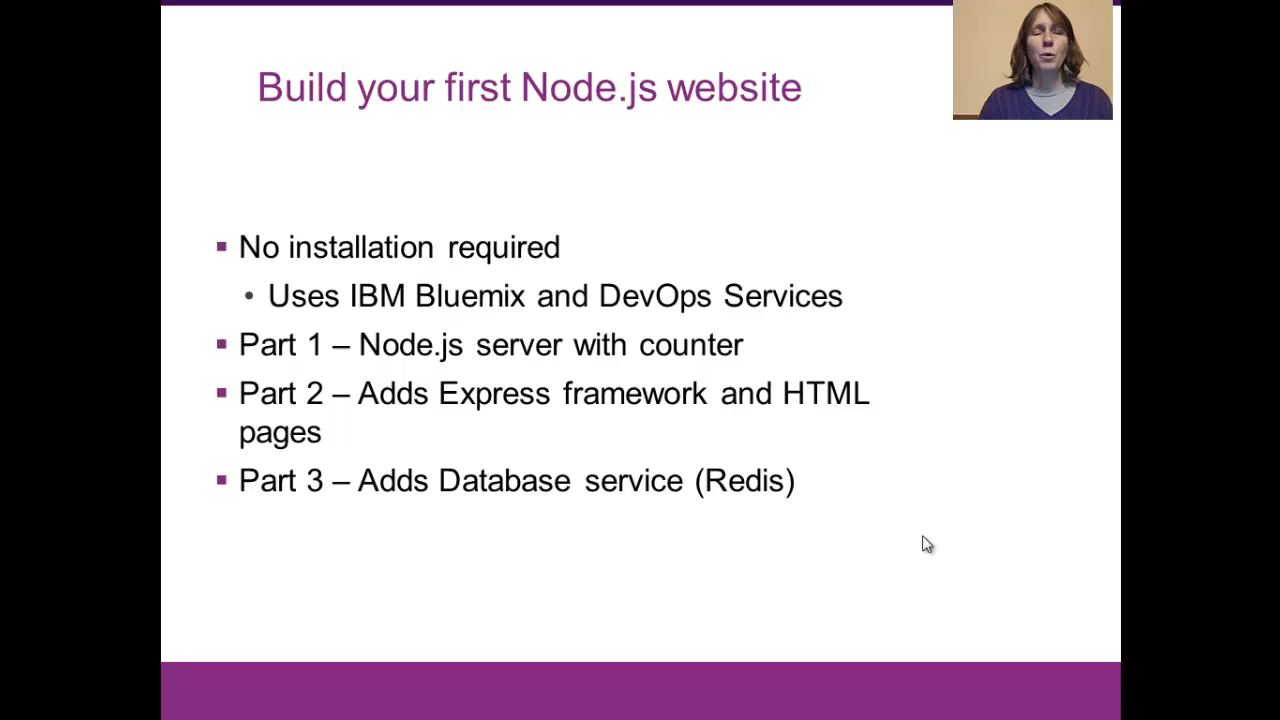 Build your first Node.js website
No installation required
Uses IBM Bluemix and DevOps Services
Part 1 – Node.js server with counter
Part 2 – Adds Express framework and HTML
pages
Part 3 – Adds Database service (Redis)